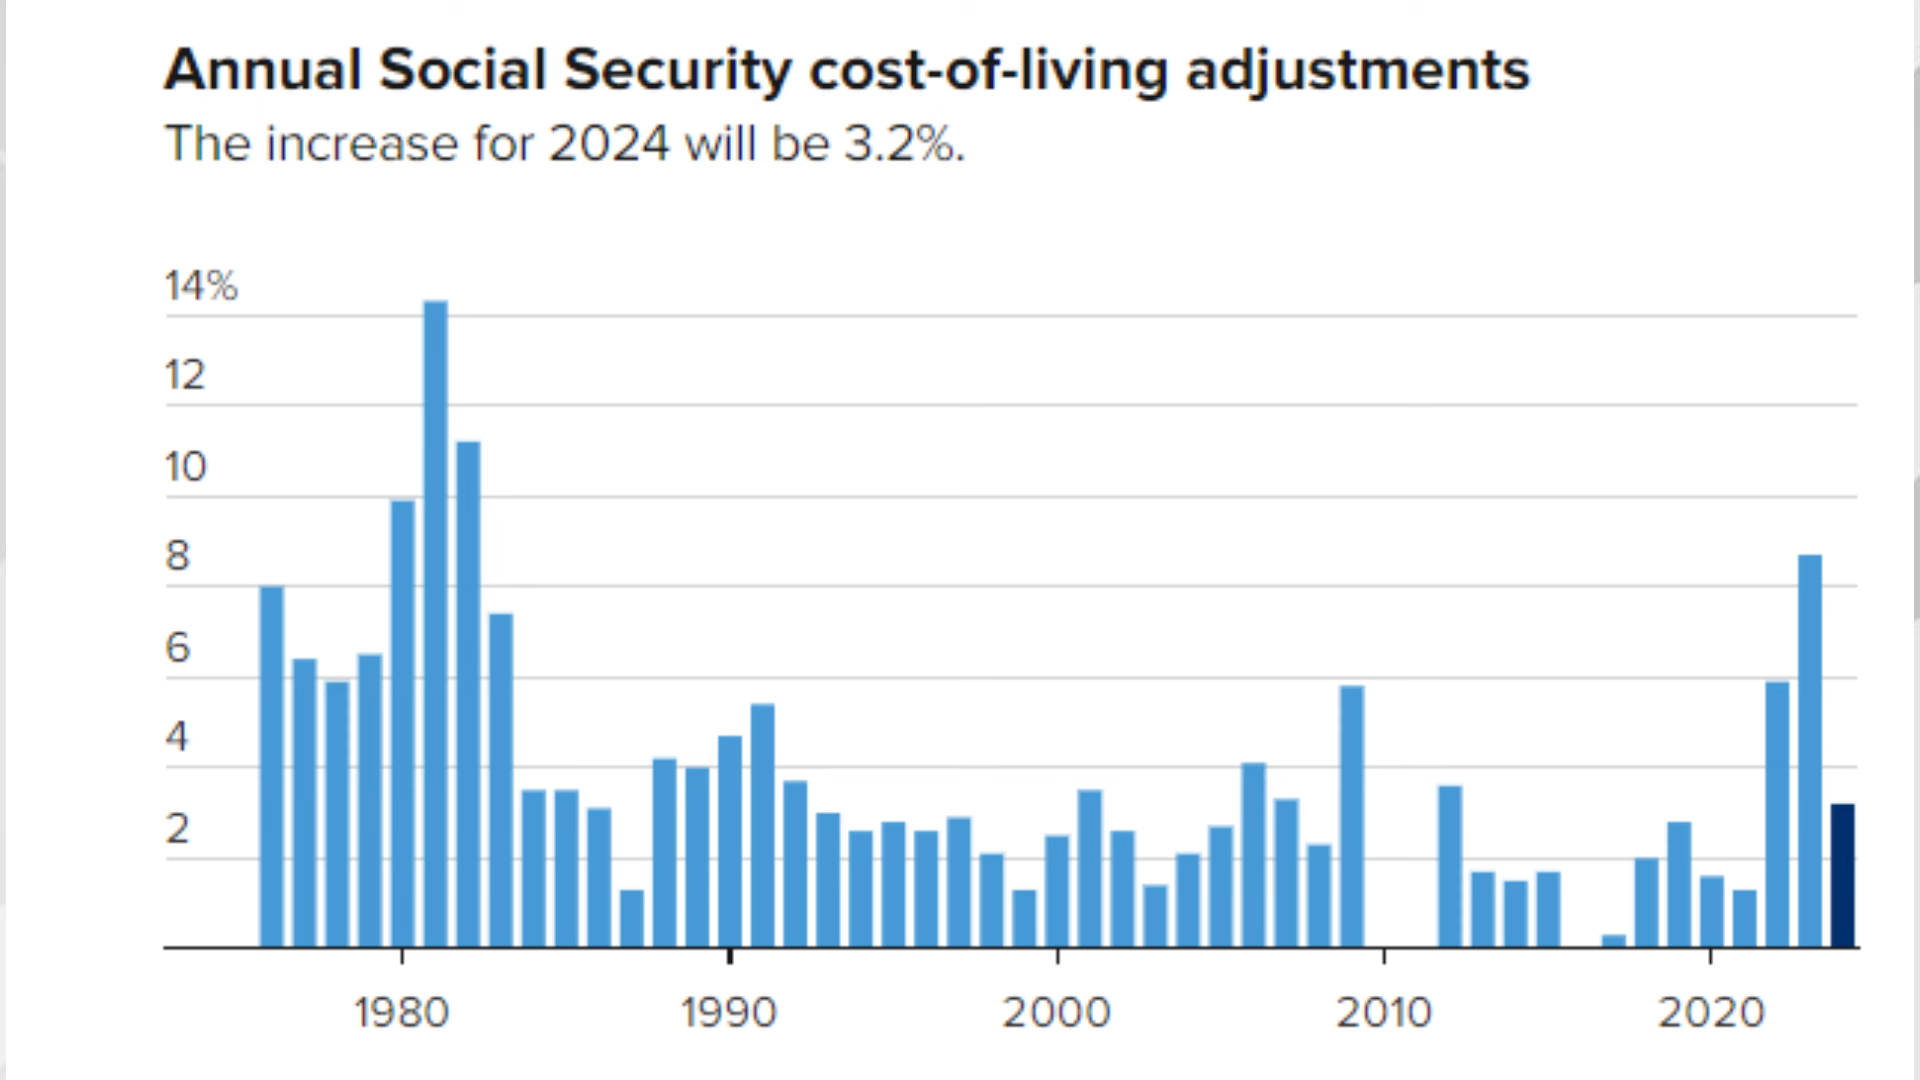 Annual Social Security cost-of-living adjustments
The increase for 2024 will be 3.2%.
14%
12
10
8
6
4
2
1980 1990 2000 2010 2020